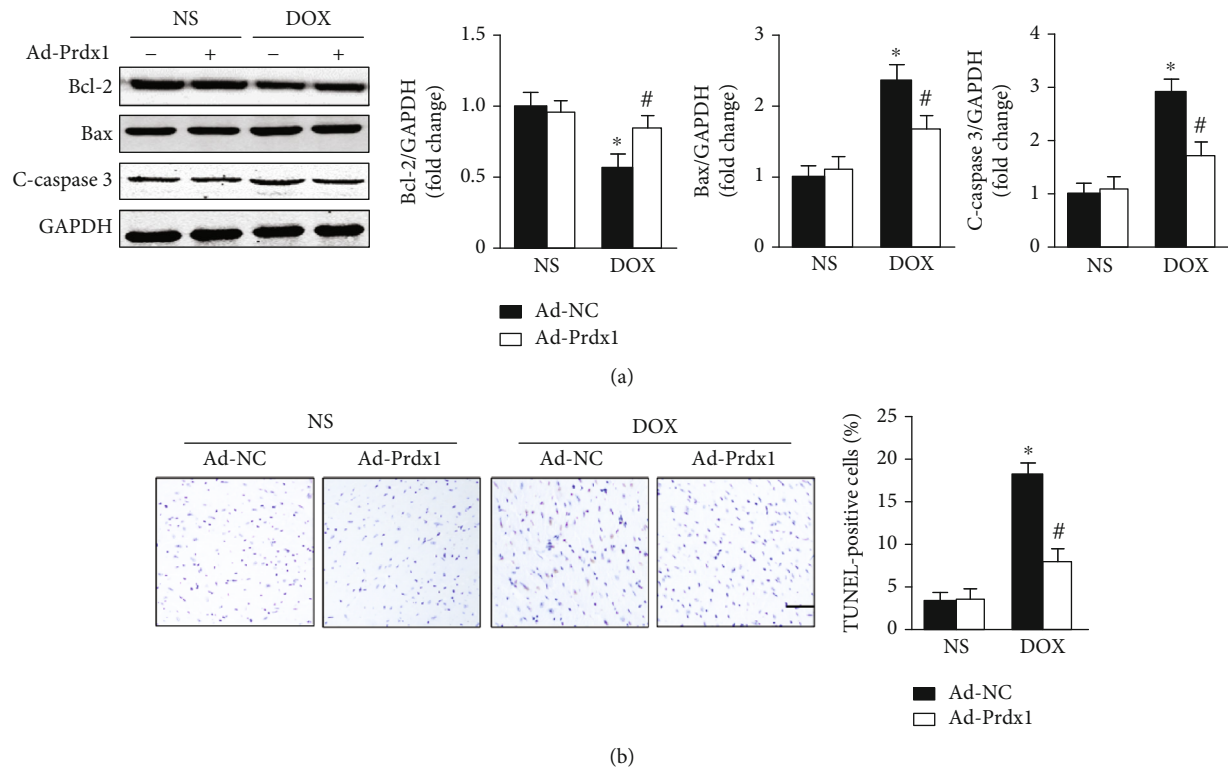 NS DOX
Ad-Prdx1 – + – +
Bcl-2
Bax
C-caspase 3
GAPDH
Bcl-2/GAPDH
(fold change)
1.5
1.0
0.5
0
*
#
NS DOX
Bax/GAPDH
(fold change)
3
2
1
0
*
#
NS DOX
C-caspase 3/GAPDH
(fold change)
4
3
2
1
0
*
#
NS DOX
Ad-NC
Ad-Prdx1
(a)
NS DOX
Ad-NC Ad-Prdx1 Ad-NC Ad-Prdx1
TUNEL-positive cells (%)
25
20
15
10
5
0
*
#
NS DOX
Ad-NC
Ad-Prdx1
(b)